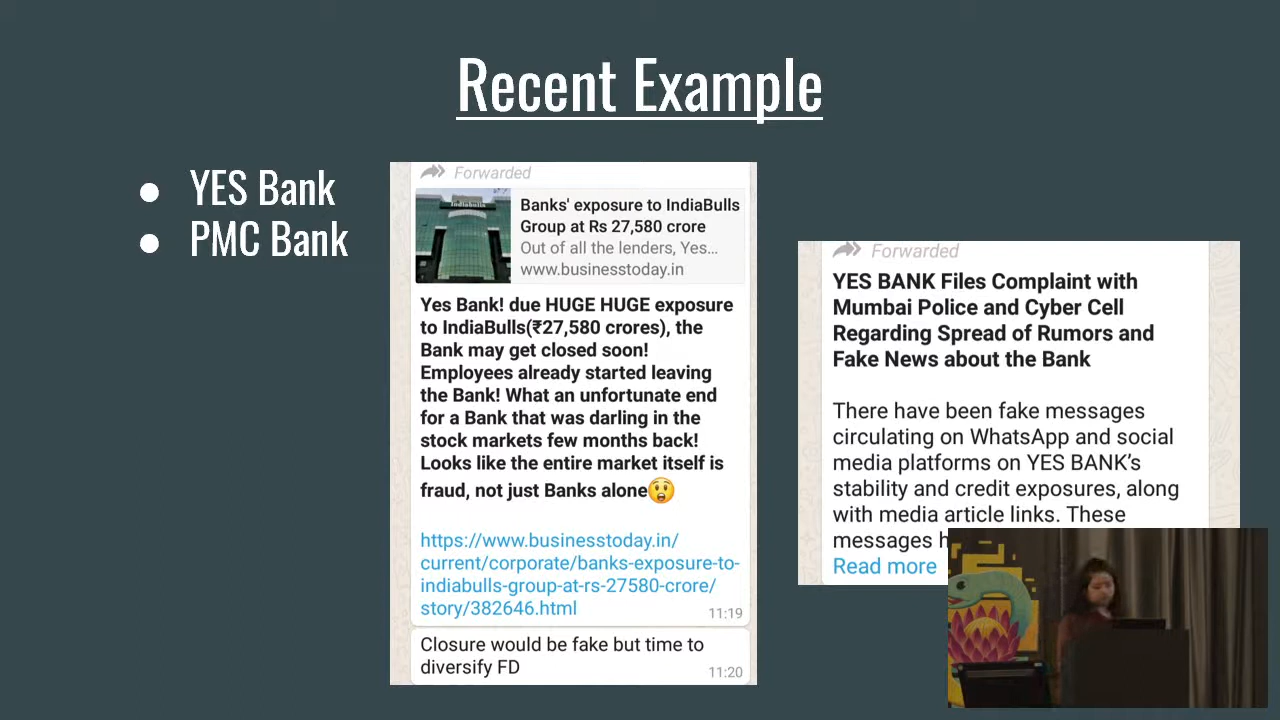 Recent Example
● YES Bank
● PMC Bank
Forwarded
Indiabulls
Banks' exposure to IndiaBulls
Group at Rs 27,580 crore
Out of all the lenders, Yes...
www.businesstoday.in
Yes Bank! due HUGE HUGE exposure
to IndiaBulls(₹27,580 crores), the
Bank may get closed soon!
Employees already started leaving
the Bank! What an unfortunate end
for a Bank that was darling in the
stock markets few months back!
Looks like the entire market itself is
fraud, not just Banks alone😲
https://www.businesstoday.in/
current/corporate/banks-exposure-to-
indiabulls-group-at-rs-27580-crore/
story/382646.html
11:19
Closure would be fake but time to
diversify FD
11:20
Forwarded
YES BANK Files Complaint with
Mumbai Police and Cyber Cell
Regarding Spread of Rumors and
Fake News about the Bank
There have been fake messages
circulating on WhatsApp and social
media platforms on YES BANK's
stability and credit exposures, along
with media article links. These
messages
Read more